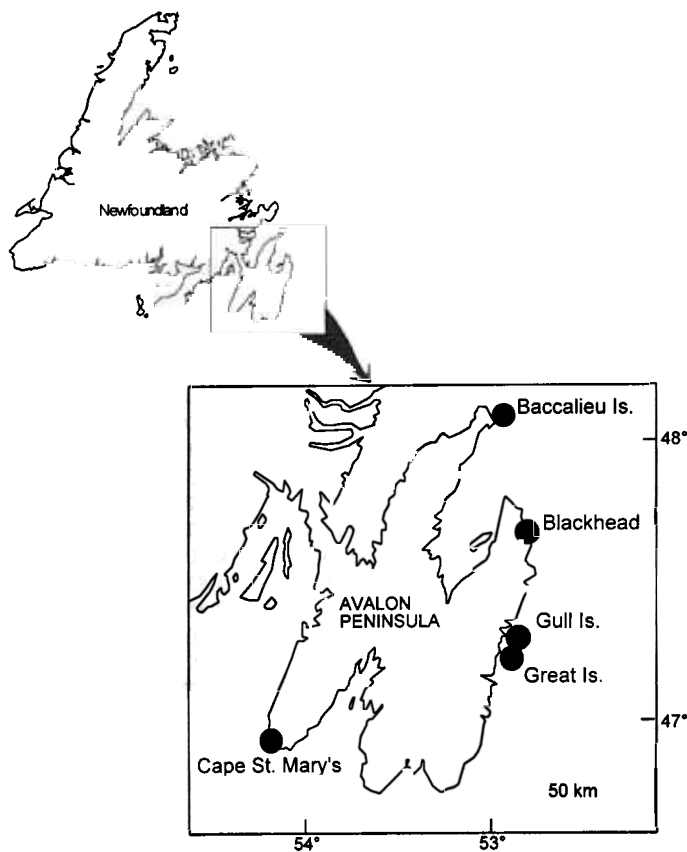 Newfoundland
Baccalieu Is.
48°
Blackhead
AVALON
PENINSULA
Gull Is.
Great Is.
47°
Cape St. Mary's
50 km
54°
53°